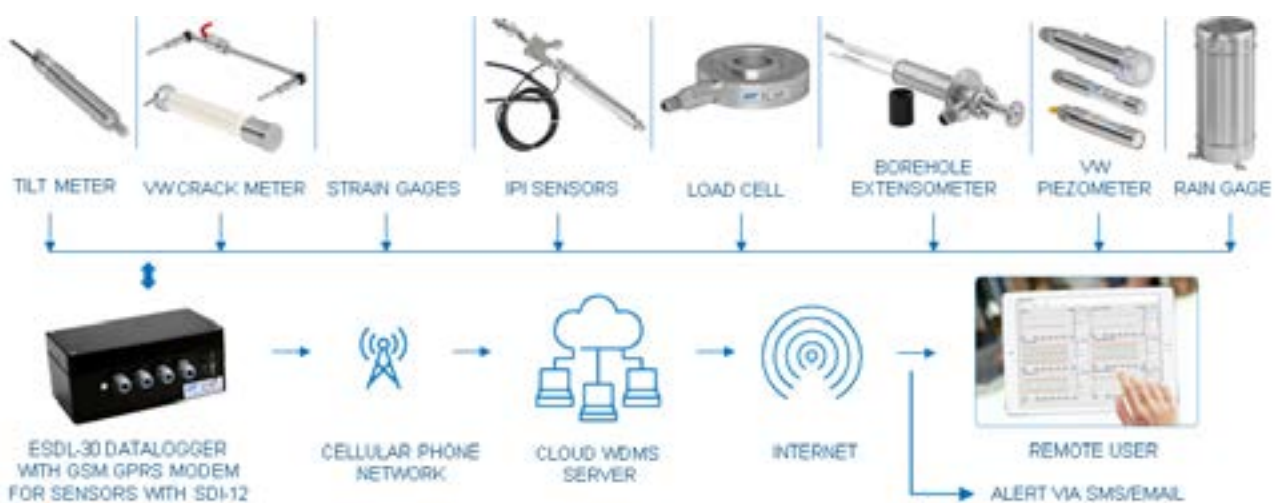 TILT METER
VW CRACK METER
STRAIN GAGES
IPI SENSORS
LOAD CELL
BOREHOLE
EXTENSOMETER
VW
PIEZOMETER
RAIN GAGE
ESDL-30 DATALOGGER
WITH GSM GPRS MODEM
FOR SENSORS WITH SDI-12
CELLULAR PHONE
NETWORK
CLOUD WDMS
SERVER
INTERNET
REMOTE USER
ALERT VIA SMS/EMAIL